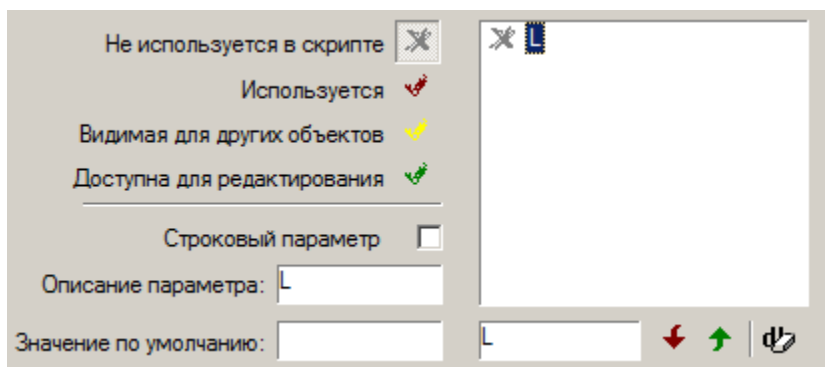 Не используется в скрипте
L
Используется
Видимая для других объектов
Доступна для редактирования
Строковый параметр
Описание параметра: L
Значение по умолчанию:
L